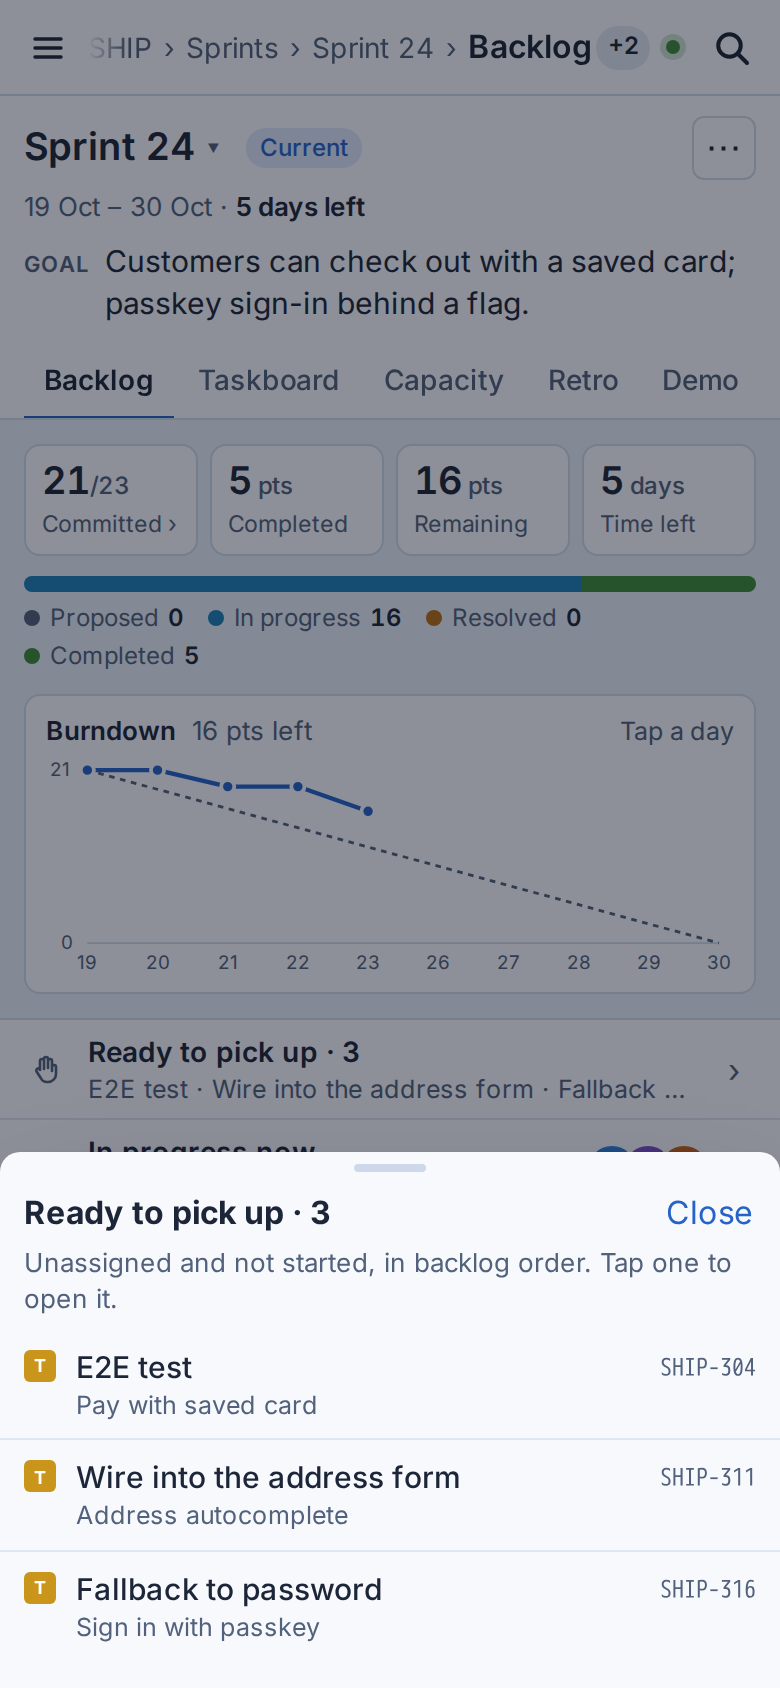 SHIP › Sprints › Sprint 24 › Backlog +2
Sprint 24 ▾ Current ...
19 Oct – 30 Oct · 5 days left
GOAL Customers can check out with a saved card;
passkey sign-in behind a flag.
Backlog Taskboard Capacity Retro Demo
21/23 5 pts 16 pts 5 days
Committed › Completed Remaining Time left
Proposed 0 In progress 16 Resolved 0
Completed 5
Burndown 16 pts left Tap a day
21
0
19 20 21 22 23 26 27 28 29 30
Ready to pick up · 3
E2E test · Wire into the address form · Fallback ...
In progress now
Ready to pick up · 3 Close
Unassigned and not started, in backlog order. Tap one to
open it.
T E2E test SHIP-304
Pay with saved card
T Wire into the address form SHIP-311
Address autocomplete
T Fallback to password SHIP-316
Sign in with passkey